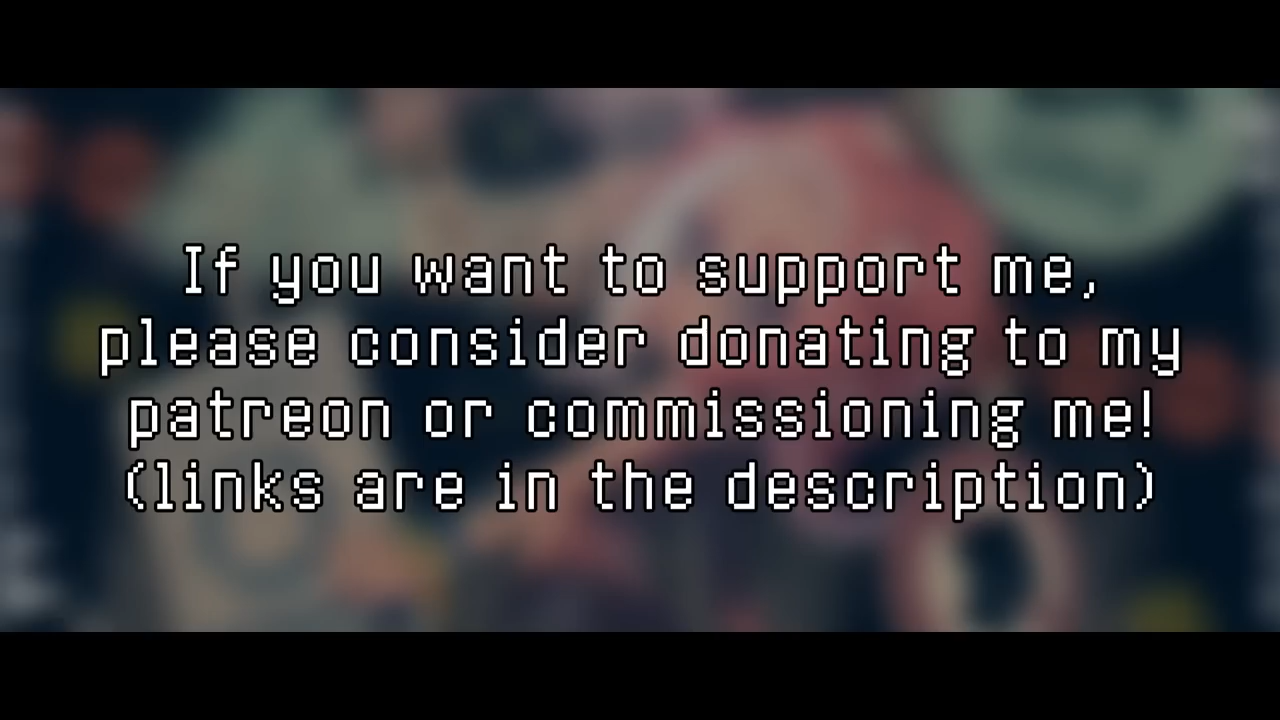 If you want to support me,
please consider donating to my
patreon or commissioning me!
(links are in the description)